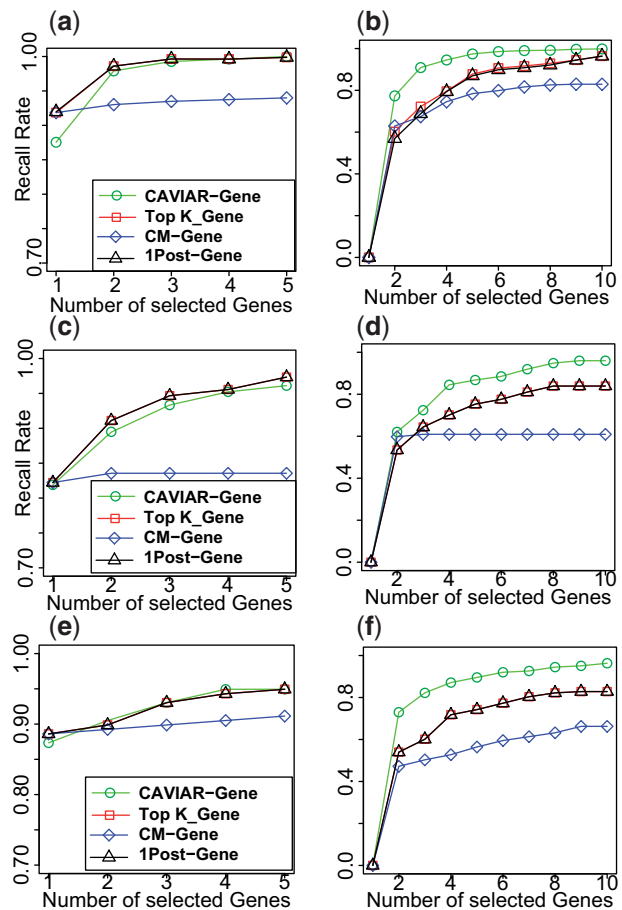 (a)
1.00
Recall Rate
0.70
CAVIAR-Gene
Top K_Gene
CM-Gene
1Post-Gene
1 2 3 4 5
Number of selected Genes
(b)
0.8
0.4
0.0
2 4 6 8 10
Number of selected Genes
(c)
1.00
Recall Rate
0.70
CAVIAR-Gene
Top K_Gene
CM-Gene
1Post-Gene
1 2 3 4 5
Number of selected Genes
(d)
0.8
0.4
0.0
2 4 6 8 10
Number of selected Genes
(e)
1.00
0.90
0.80
0.70
CAVIAR-Gene
Top K_Gene
CM-Gene
1Post-Gene
1 2 3 4 5
Number of selected Genes
(f)
0.8
0.4
0.0
2 4 6 8 10
Number of selected Genes